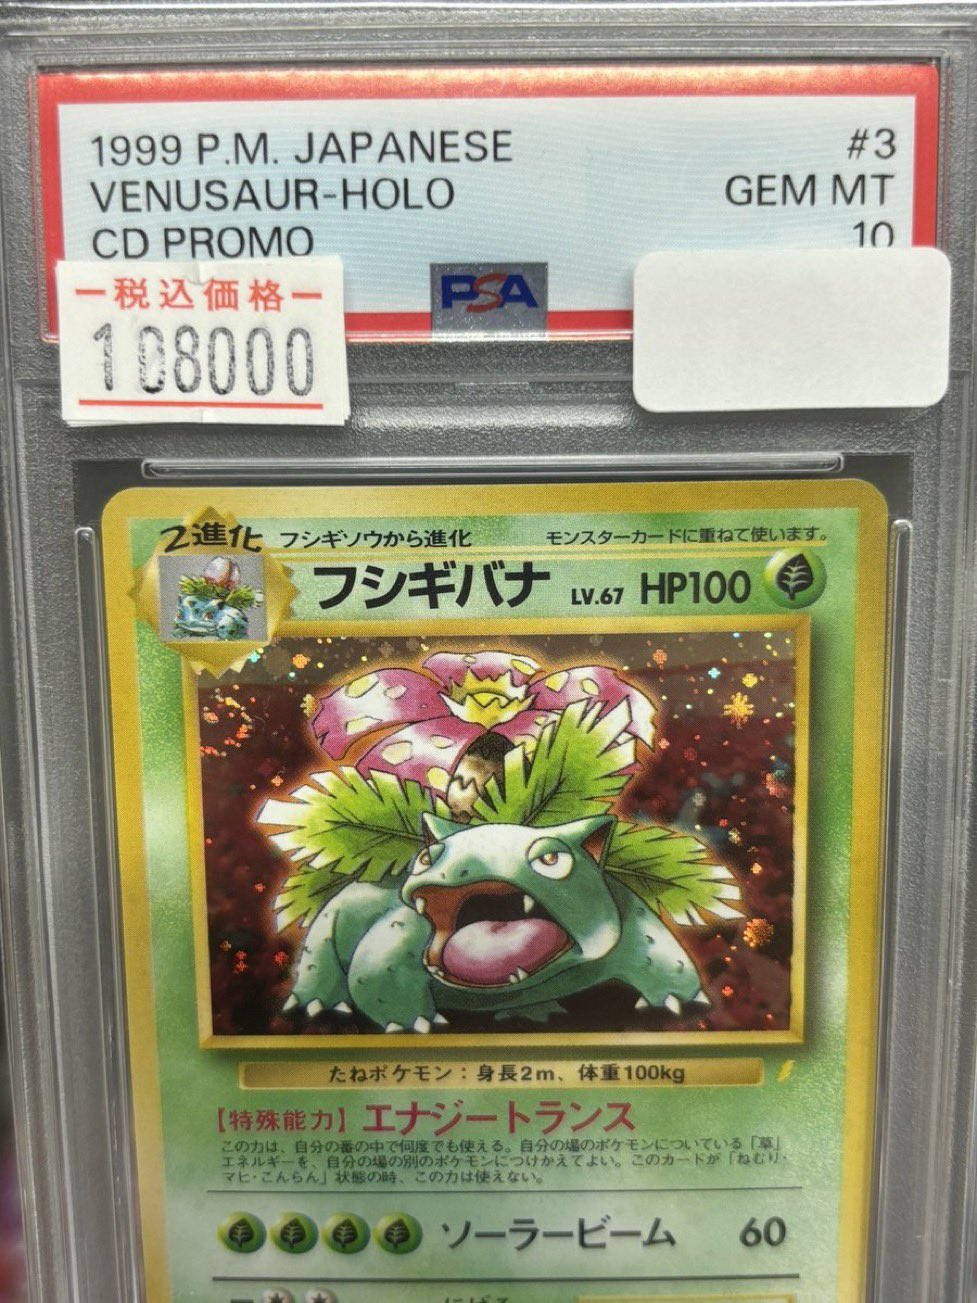 1999 P.M. JAPANESE #3
VENUSAUR-HOLO GEM MT
CD PROMO 10
PSA
税込価格
108000
2進化 フシギソウから進化 モンスターカードに重ねて使います。
フシギバナ LV.67 HP100
たねポケモン:身長2m、体重100kg
【特殊能力】エナジートランス
この力は、自分の番の中で何度でも使える。自分の場のポケモンについている「草」
エネルギーを、自分の場の別のポケモンにつけかえてよい。このカードが「ねむり・
マヒ・こんらん」状態の時、この力は使えない。
ソーラービーム 60